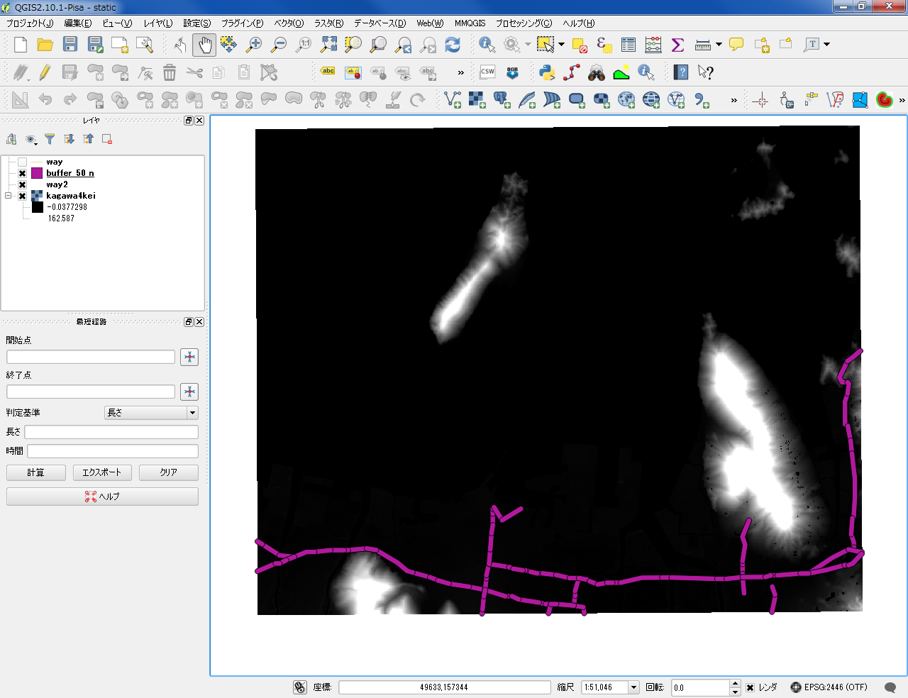 QGIS2.10.1-Pisa - static
プロジェクト(J) 編集(E) ビュー(V) レイヤ(L) 設定(S) プラグイン(P) ベクタ(O) ラスタ(R) データベース(D) Web(W) MMQGIS プロセッシング(C) ヘルプ(H)
abc abc abc abc abc
CSW
レイヤ
way
buffer_50_n
way2
kagawa4kei
-0.0377298
162.587
最短経路
開始点
終了点
判定基準 長さ
長さ
時間
計算 エクスポート クリア
ヘルプ
座標: 49633,157344 縮尺 1:51,046 回転: 0.0 レンダ EPSG:2446 (OTF)